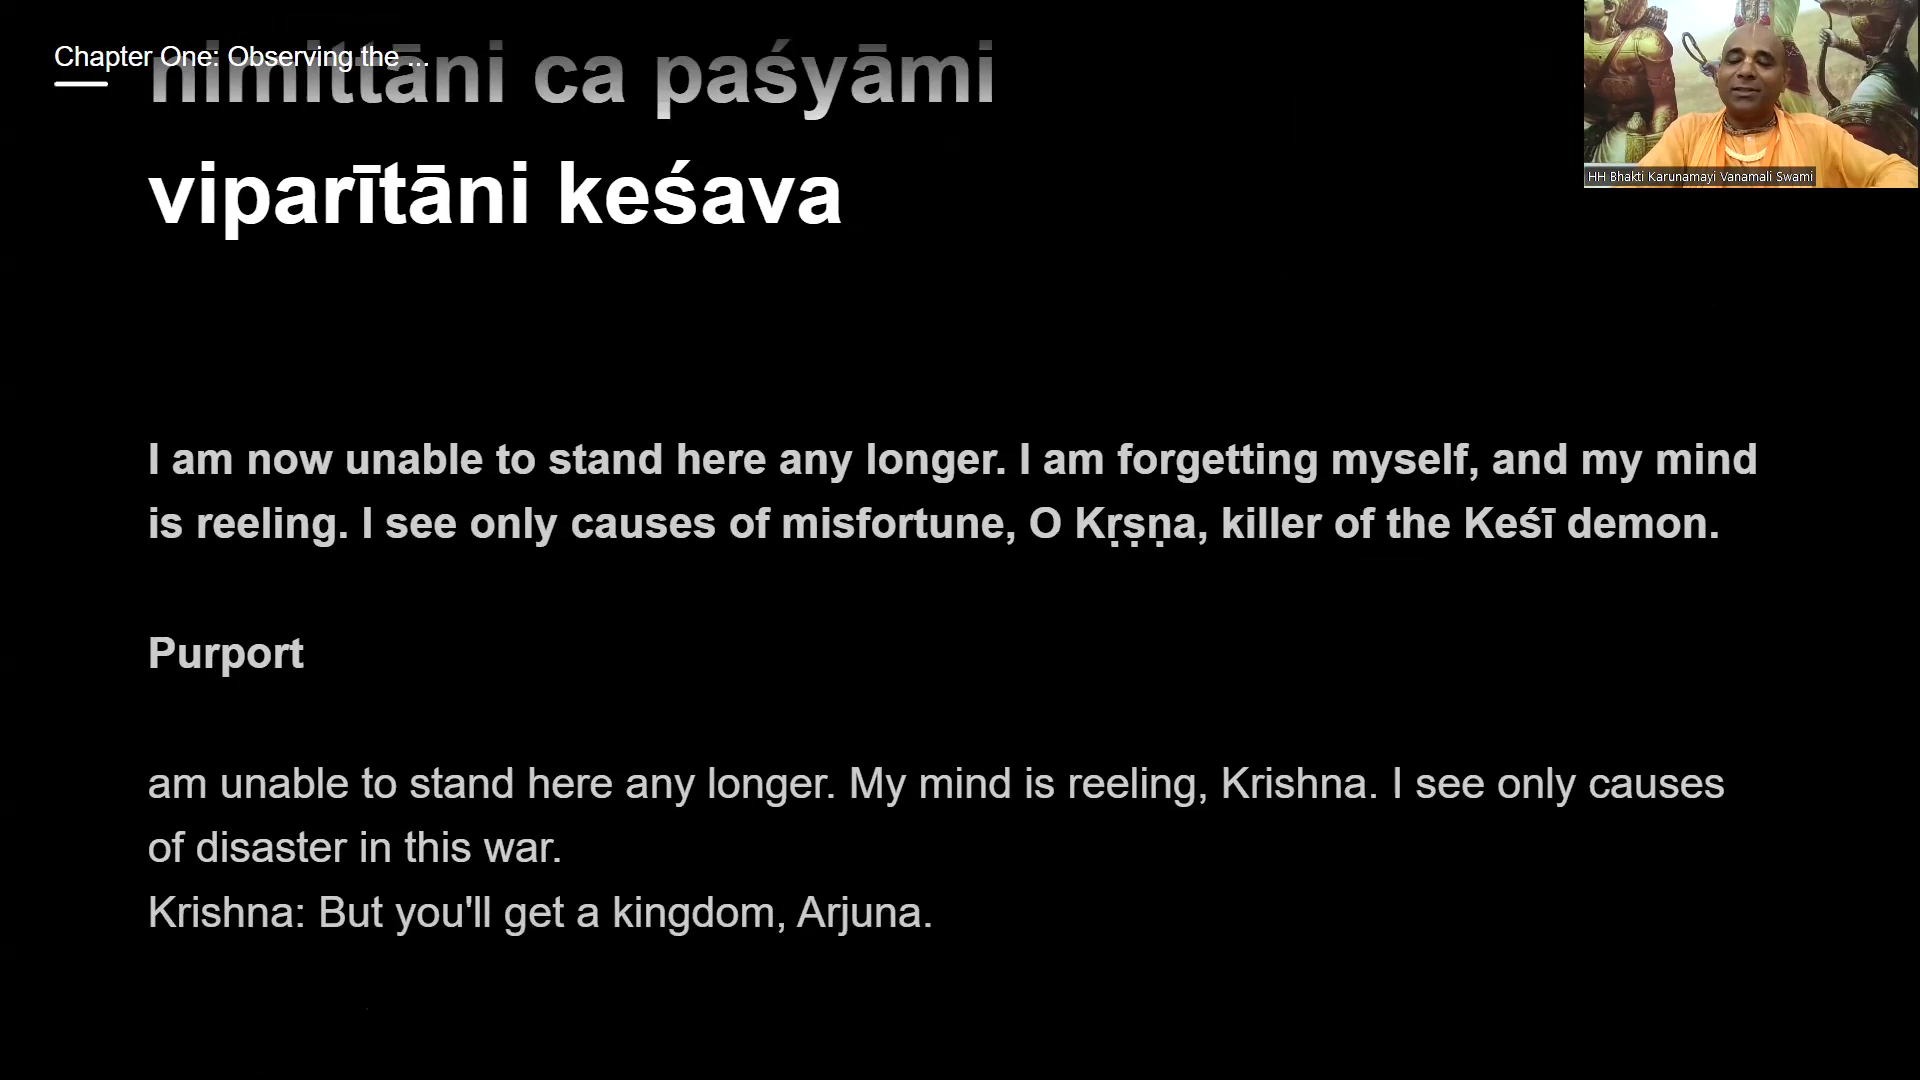 Chapter One: Observing the ...
nimittāni ca paśyāmi
viparītāni keśava
HH Bhakti Karunamayi Vanamali Swami
I am now unable to stand here any longer. I am forgetting myself, and my mind
is reeling. I see only causes of misfortune, O Kṛṣṇa, killer of the Keśī demon.
Purport
am unable to stand here any longer. My mind is reeling, Krishna. I see only causes
of disaster in this war.
Krishna: But you'll get a kingdom, Arjuna.